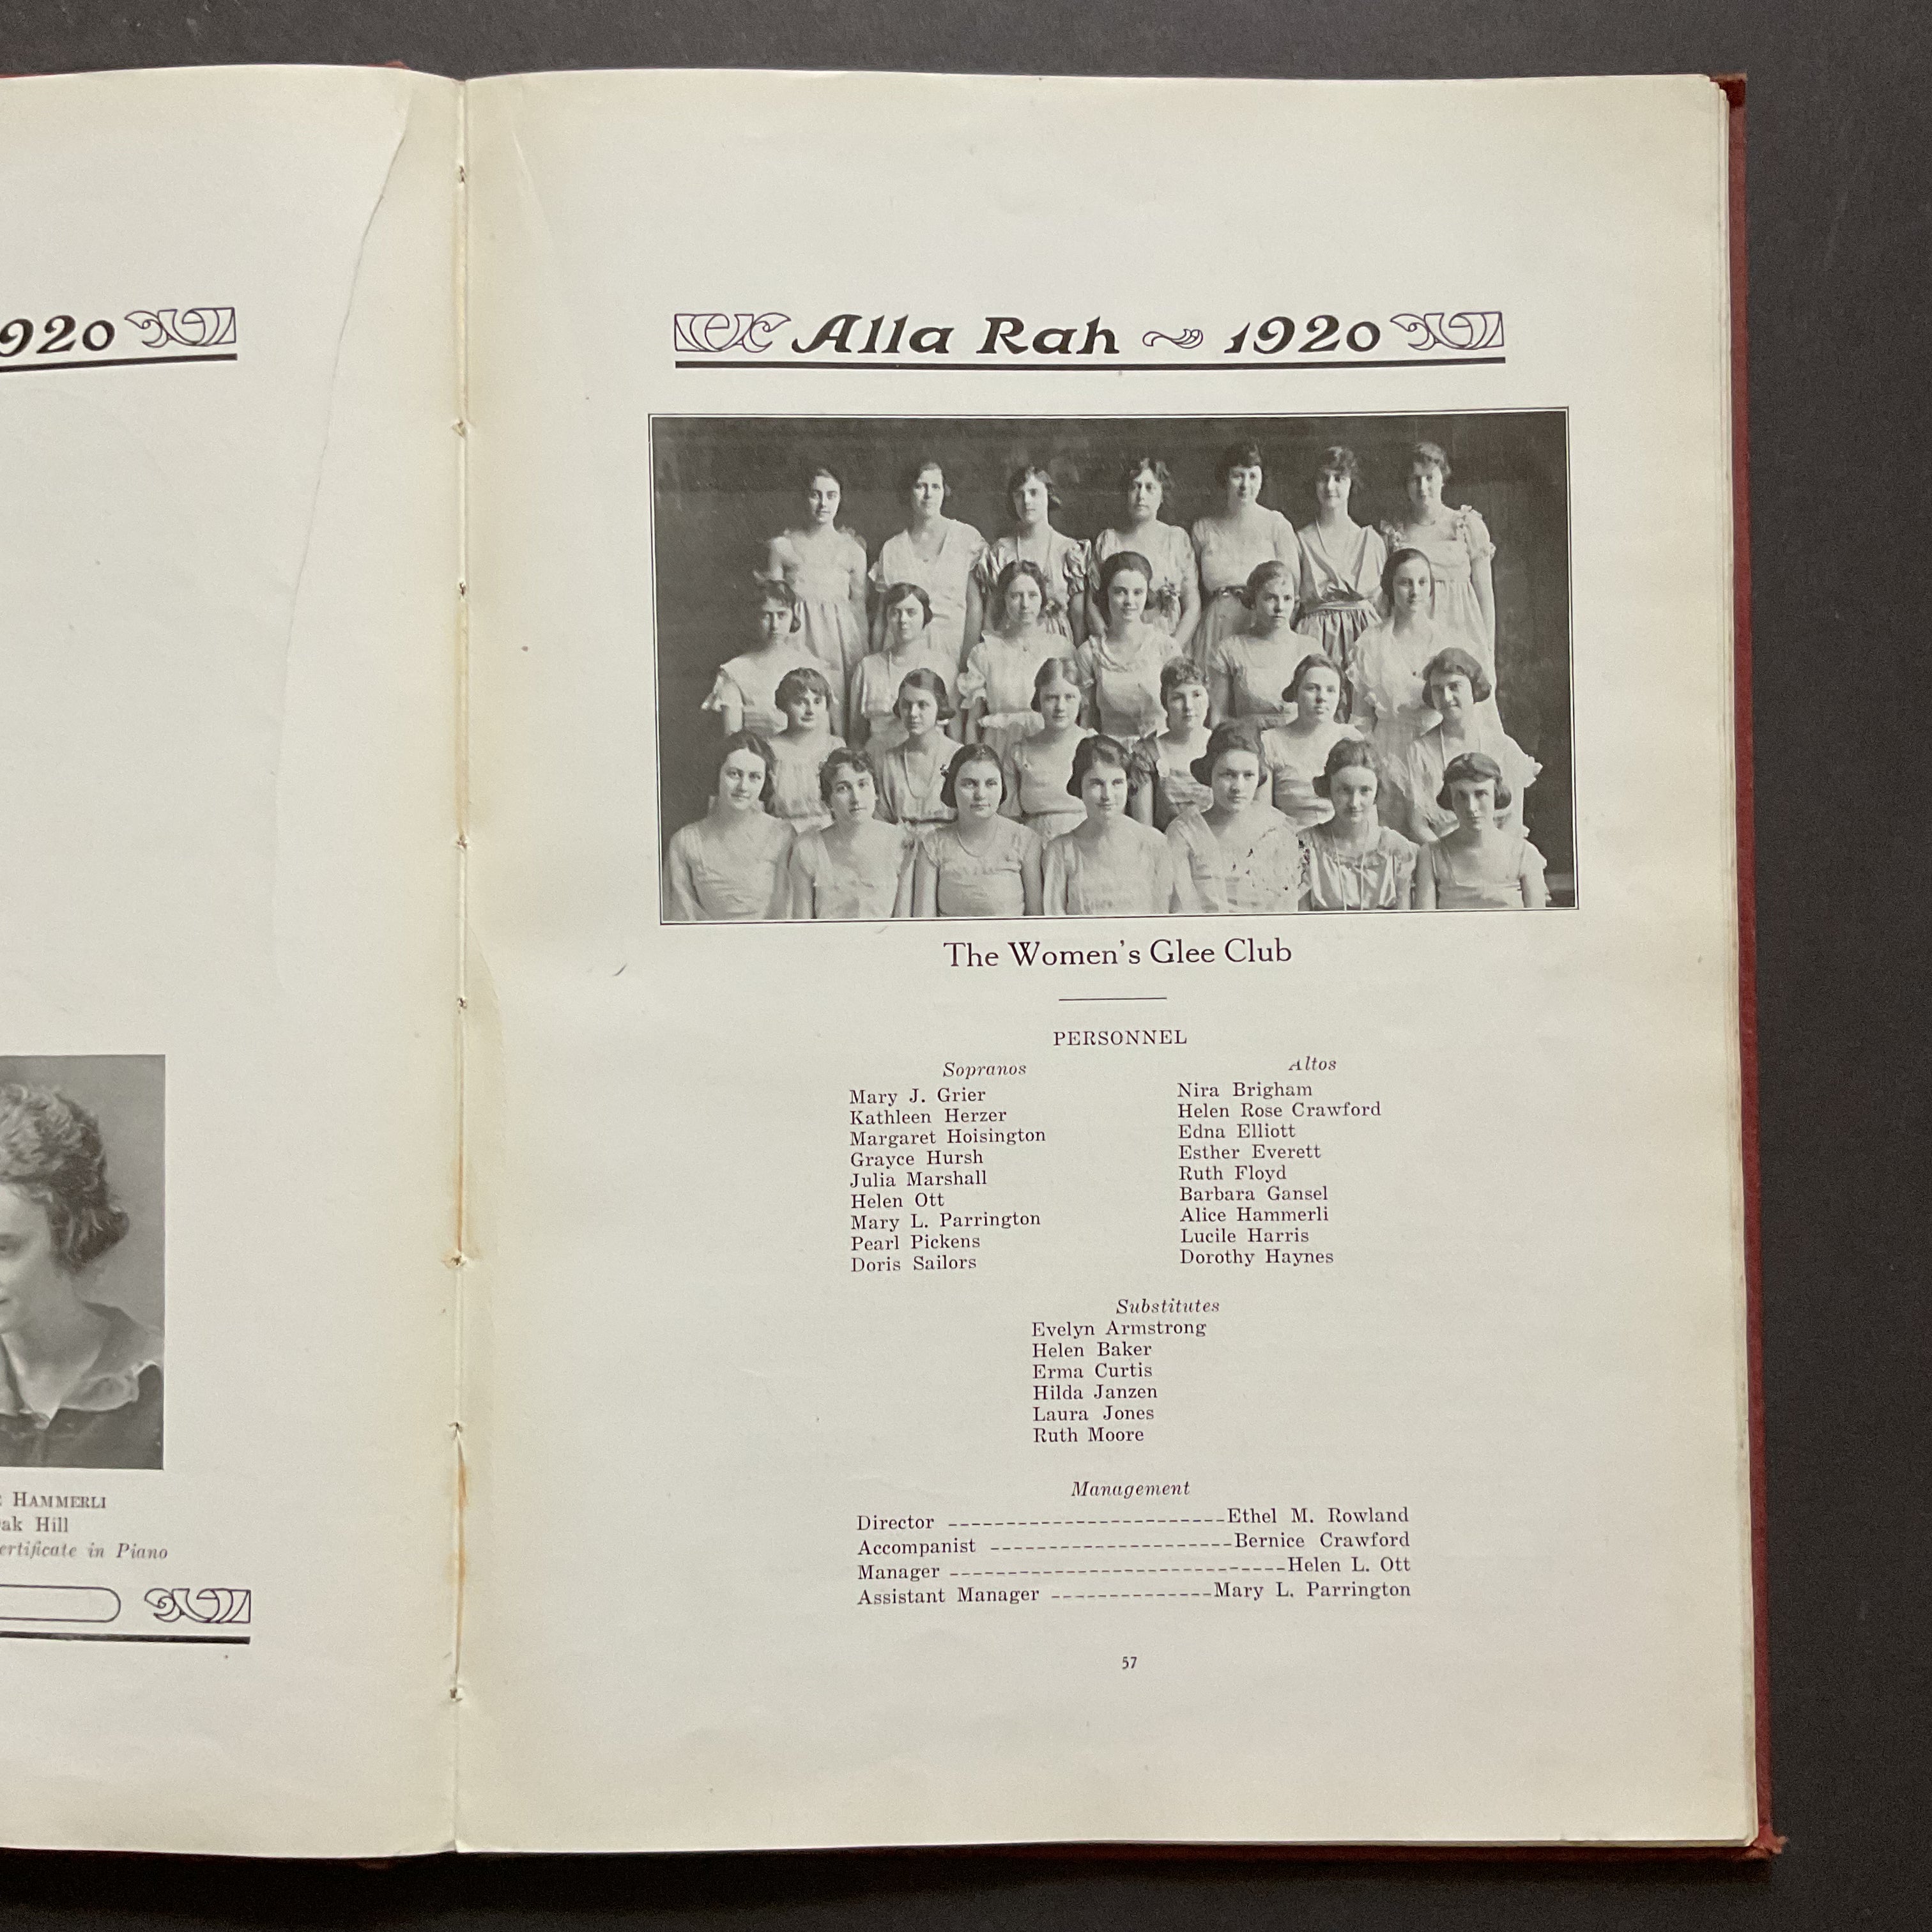 920
HAMMERLI
ak Hill
ertificate in Piano
Alla Rah 1920
The Women's Glee Club
PERSONNEL
Sopranos
Mary J. Grier
Kathleen Herzer
Margaret Hoisington
Grayce Hursh
Julia Marshall
Helen Ott
Mary L. Parrington
Pearl Pickens
Doris Sailors
Altos
Nira Brigham
Helen Rose Crawford
Edna Elliott
Esther Everett
Ruth Floyd
Barbara Gansel
Alice Hammerli
Lucile Harris
Dorothy Haynes
Substitutes
Evelyn Armstrong
Helen Baker
Erma Curtis
Hilda Janzen
Laura Jones
Ruth Moore
Management
Director ------------------------Ethel M. Rowland
Accompanist ---------------------Bernice Crawford
Manager -----------------------------Helen L. Ott
Assistant Manager --------------Mary L. Parrington
57